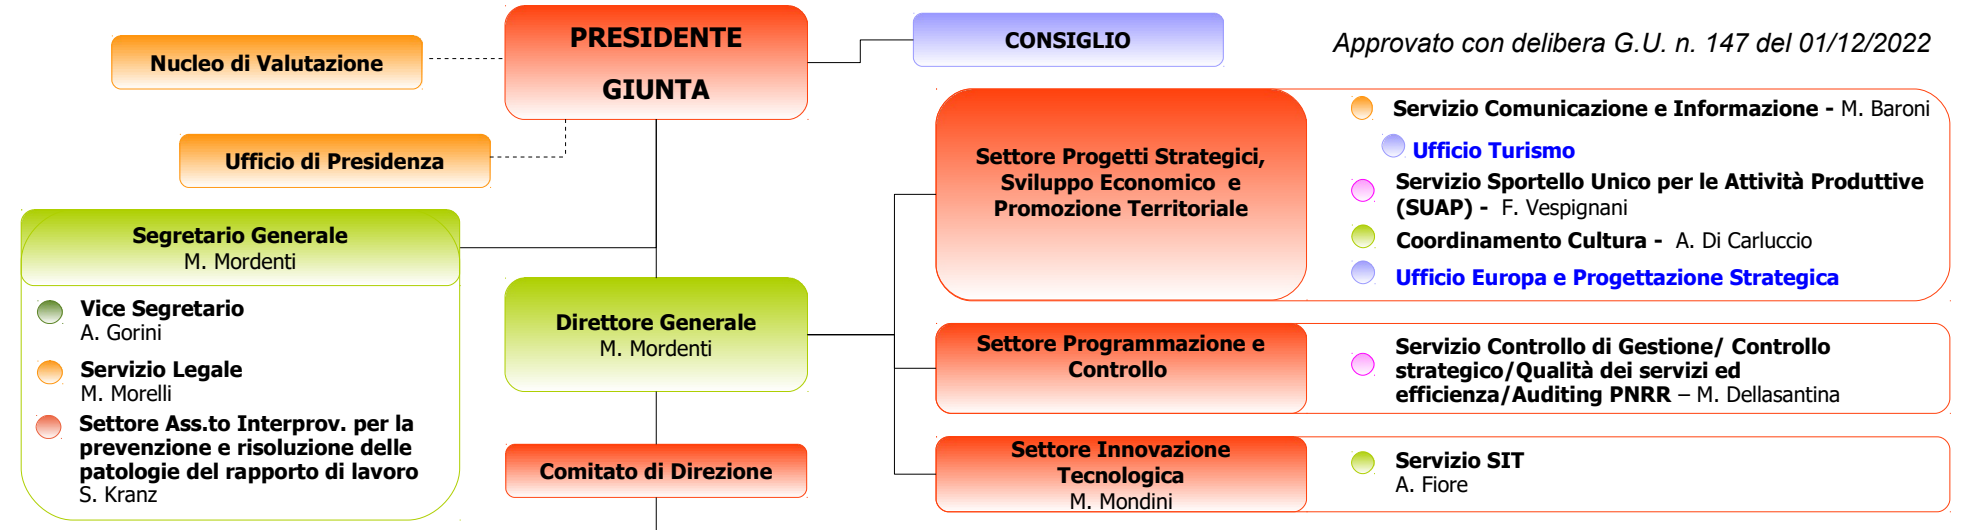 PRESIDENTE
GIUNTA
CONSIGLIO
Approvato con delibera G.U. n. 147 del 01/12/2022
Nucleo di Valutazione
Ufficio di Presidenza
Segretario Generale
M. Mordenti
Vice Segretario
A. Gorini
Servizio Legale
M. Morelli
Settore Ass.to Interprov. per la
prevenzione e risoluzione delle
patologie del rapporto di lavoro
S. Kranz
Direttore Generale
M. Mordenti
Comitato di Direzione
Settore Progetti Strategici,
Sviluppo Economico e
Promozione Territoriale
Servizio Comunicazione e Informazione - M. Baroni
Ufficio Turismo
Servizio Sportello Unico per le Attività Produttive
(SUAP) - F. Vespignani
Coordinamento Cultura - A. Di Carluccio
Ufficio Europa e Progettazione Strategica
Settore Programmazione e
Controllo
Servizio Controllo di Gestione/ Controllo
strategico/Qualità dei servizi ed
efficienza/Auditing PNRR – M. Dellasantina
Settore Innovazione
Tecnologica
M. Mondini
Servizio SIT
A. Fiore